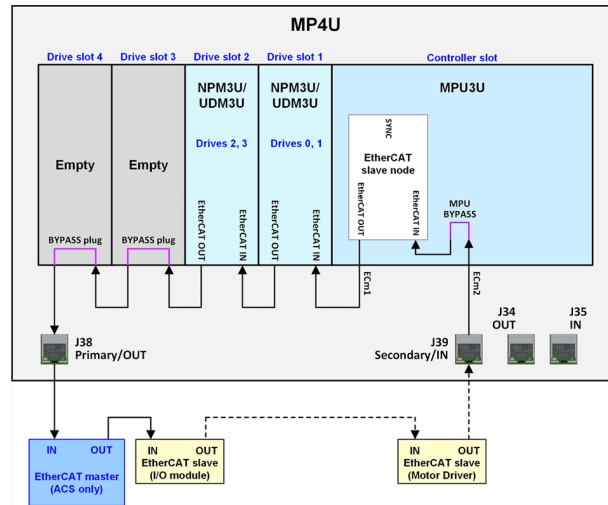 MP4U
Drive slot 4
Drive slot 3
Drive slot 2
Drive slot 1
Controller slot
Empty
BYPASS plug
Empty
BYPASS plug
NPM3U/
UDM3U
Drives 2, 3
EtherCAT OUT
EtherCAT IN
NPM3U/
UDM3U
Drives 0, 1
EtherCAT OUT
EtherCAT IN
MPU3U
SYNC
EtherCAT
slave node
EtherCAT OUT
EtherCAT IN
MPU
BYPASS
ECm1
ECm2
J38
Primary/OUT
J39
Secondary/IN
J34
OUT
J35
IN
IN OUT
EtherCAT master
(ACS only)
IN OUT
EtherCAT slave
(I/O module)
IN OUT
EtherCAT slave
(Motor Driver)